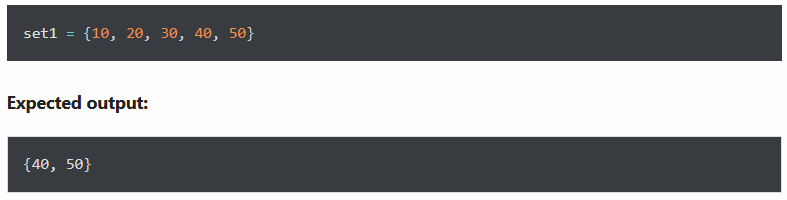 set1 = {10, 20, 30, 40, 50}
Expected output:
{40, 50}